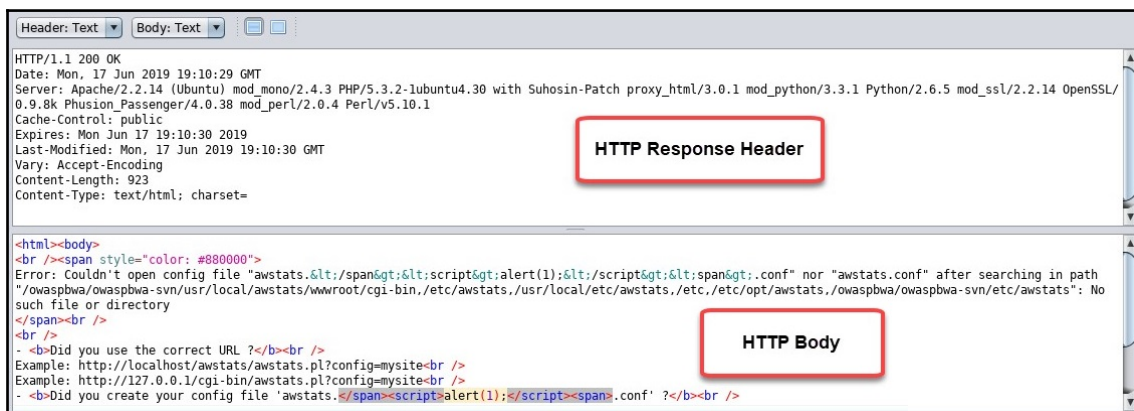 Header: Text Body: Text
HTTP/1.1 200 OK
Date: Mon, 17 Jun 2019 19:10:29 GMT
Server: Apache/2.2.14 (Ubuntu) mod_mono/2.4.3 PHP/5.3.2-1ubuntu4.30 with Suhosin-Patch proxy_html/3.0.1 mod_python/3.3.1 Python/2.6.5 mod_ssl/2.2.14 OpenSSL/
0.9.8k Phusion_Passenger/4.0.38 mod_perl/2.0.4 Perl/v5.10.1
Cache-Control: public
Expires: Mon Jun 17 19:10:30 2019
Last-Modified: Mon, 17 Jun 2019 19:10:30 GMT
HTTP Response Header
Vary: Accept-Encoding
Content-Length: 923
Content-Type: text/html; charset=
<html><body>
<br /><span style="color: #880000">
Error: Couldn't open config file "awstats.&lt;/span&gt;&lt;script&gt;alert(1);&lt;/script&gt;&lt;span&gt;.conf" nor "awstats.conf" after searching in path
"/owaspbwa/owaspbwa-svn/usr/local/awstats/wwwroot/cgi-bin,/etc/awstats,/usr/local/etc/awstats,/etc,/etc/opt/awstats,/owaspbwa/owaspbwa-svn/etc/awstats": No
such file or directory
</span><br />
<br />
HTTP Body
- <b>Did you use the correct URL ?</b><br />
Example: http://localhost/awstats/awstats.pl?config=mysite<br />
Example: http://127.0.0.1/cgi-bin/awstats.pl?config=mysite<br />
- <b>Did you create your config file 'awstats.</span><script>alert(1);</script><span>.conf' ?</b><br />